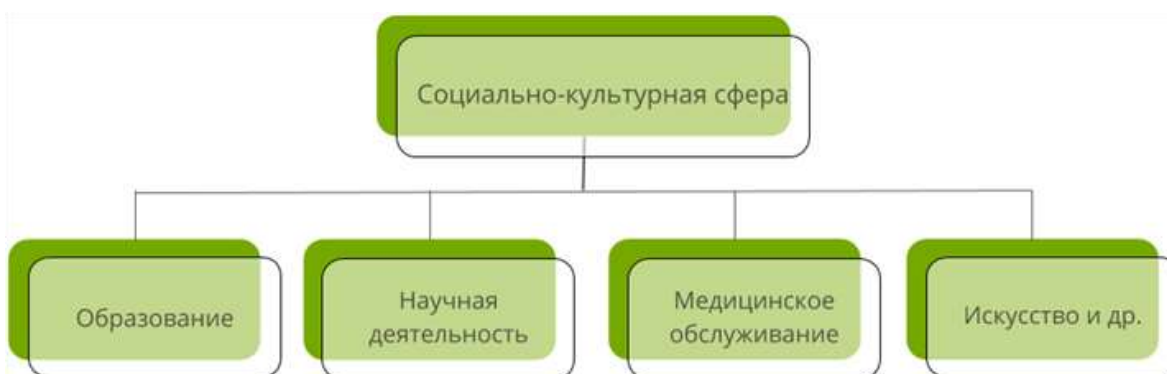 Социально-культурная сфера
Образование
Научная
деятельность
Медицинское
обслуживание
Искусство и др.